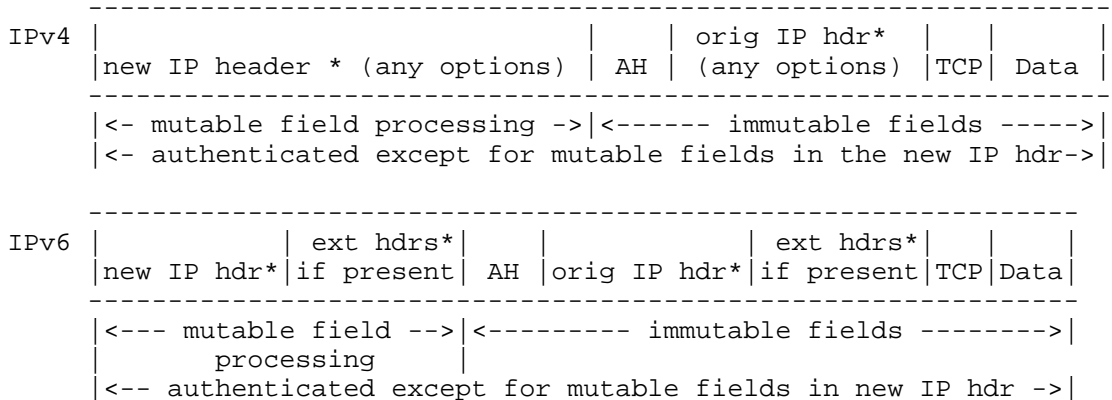 ----------------------------------------------------------------
IPv4 |                               |    | orig IP hdr*  |   |      |
     |new IP header * (any options) | AH | (any options) |TCP| Data |
     ----------------------------------------------------------------
     |<- mutable field processing ->|<------ immutable fields ----->|
     |<- authenticated except for mutable fields in the new IP hdr->|

     --------------------------------------------------------------
IPv6 |           | ext hdrs*|    |            | ext hdrs*|   |    |
     |new IP hdr*|if present| AH |orig IP hdr*|if present|TCP|Data|
     --------------------------------------------------------------
     |<--- mutable field -->|<--------- immutable fields -------->|
     |       processing     |
     |<-- authenticated except for mutable fields in new IP hdr ->|